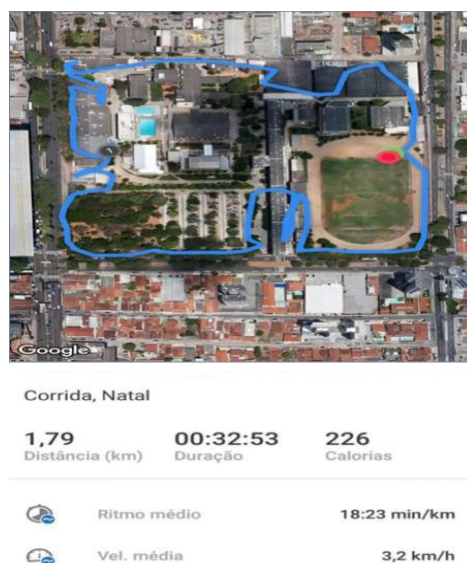 Google
Corrida, Natal
1,79 00:32:53 226
Distância (km) Duração Calorias
Ritmo médio 18:23 min/km
Vel. média 3,2 km/h